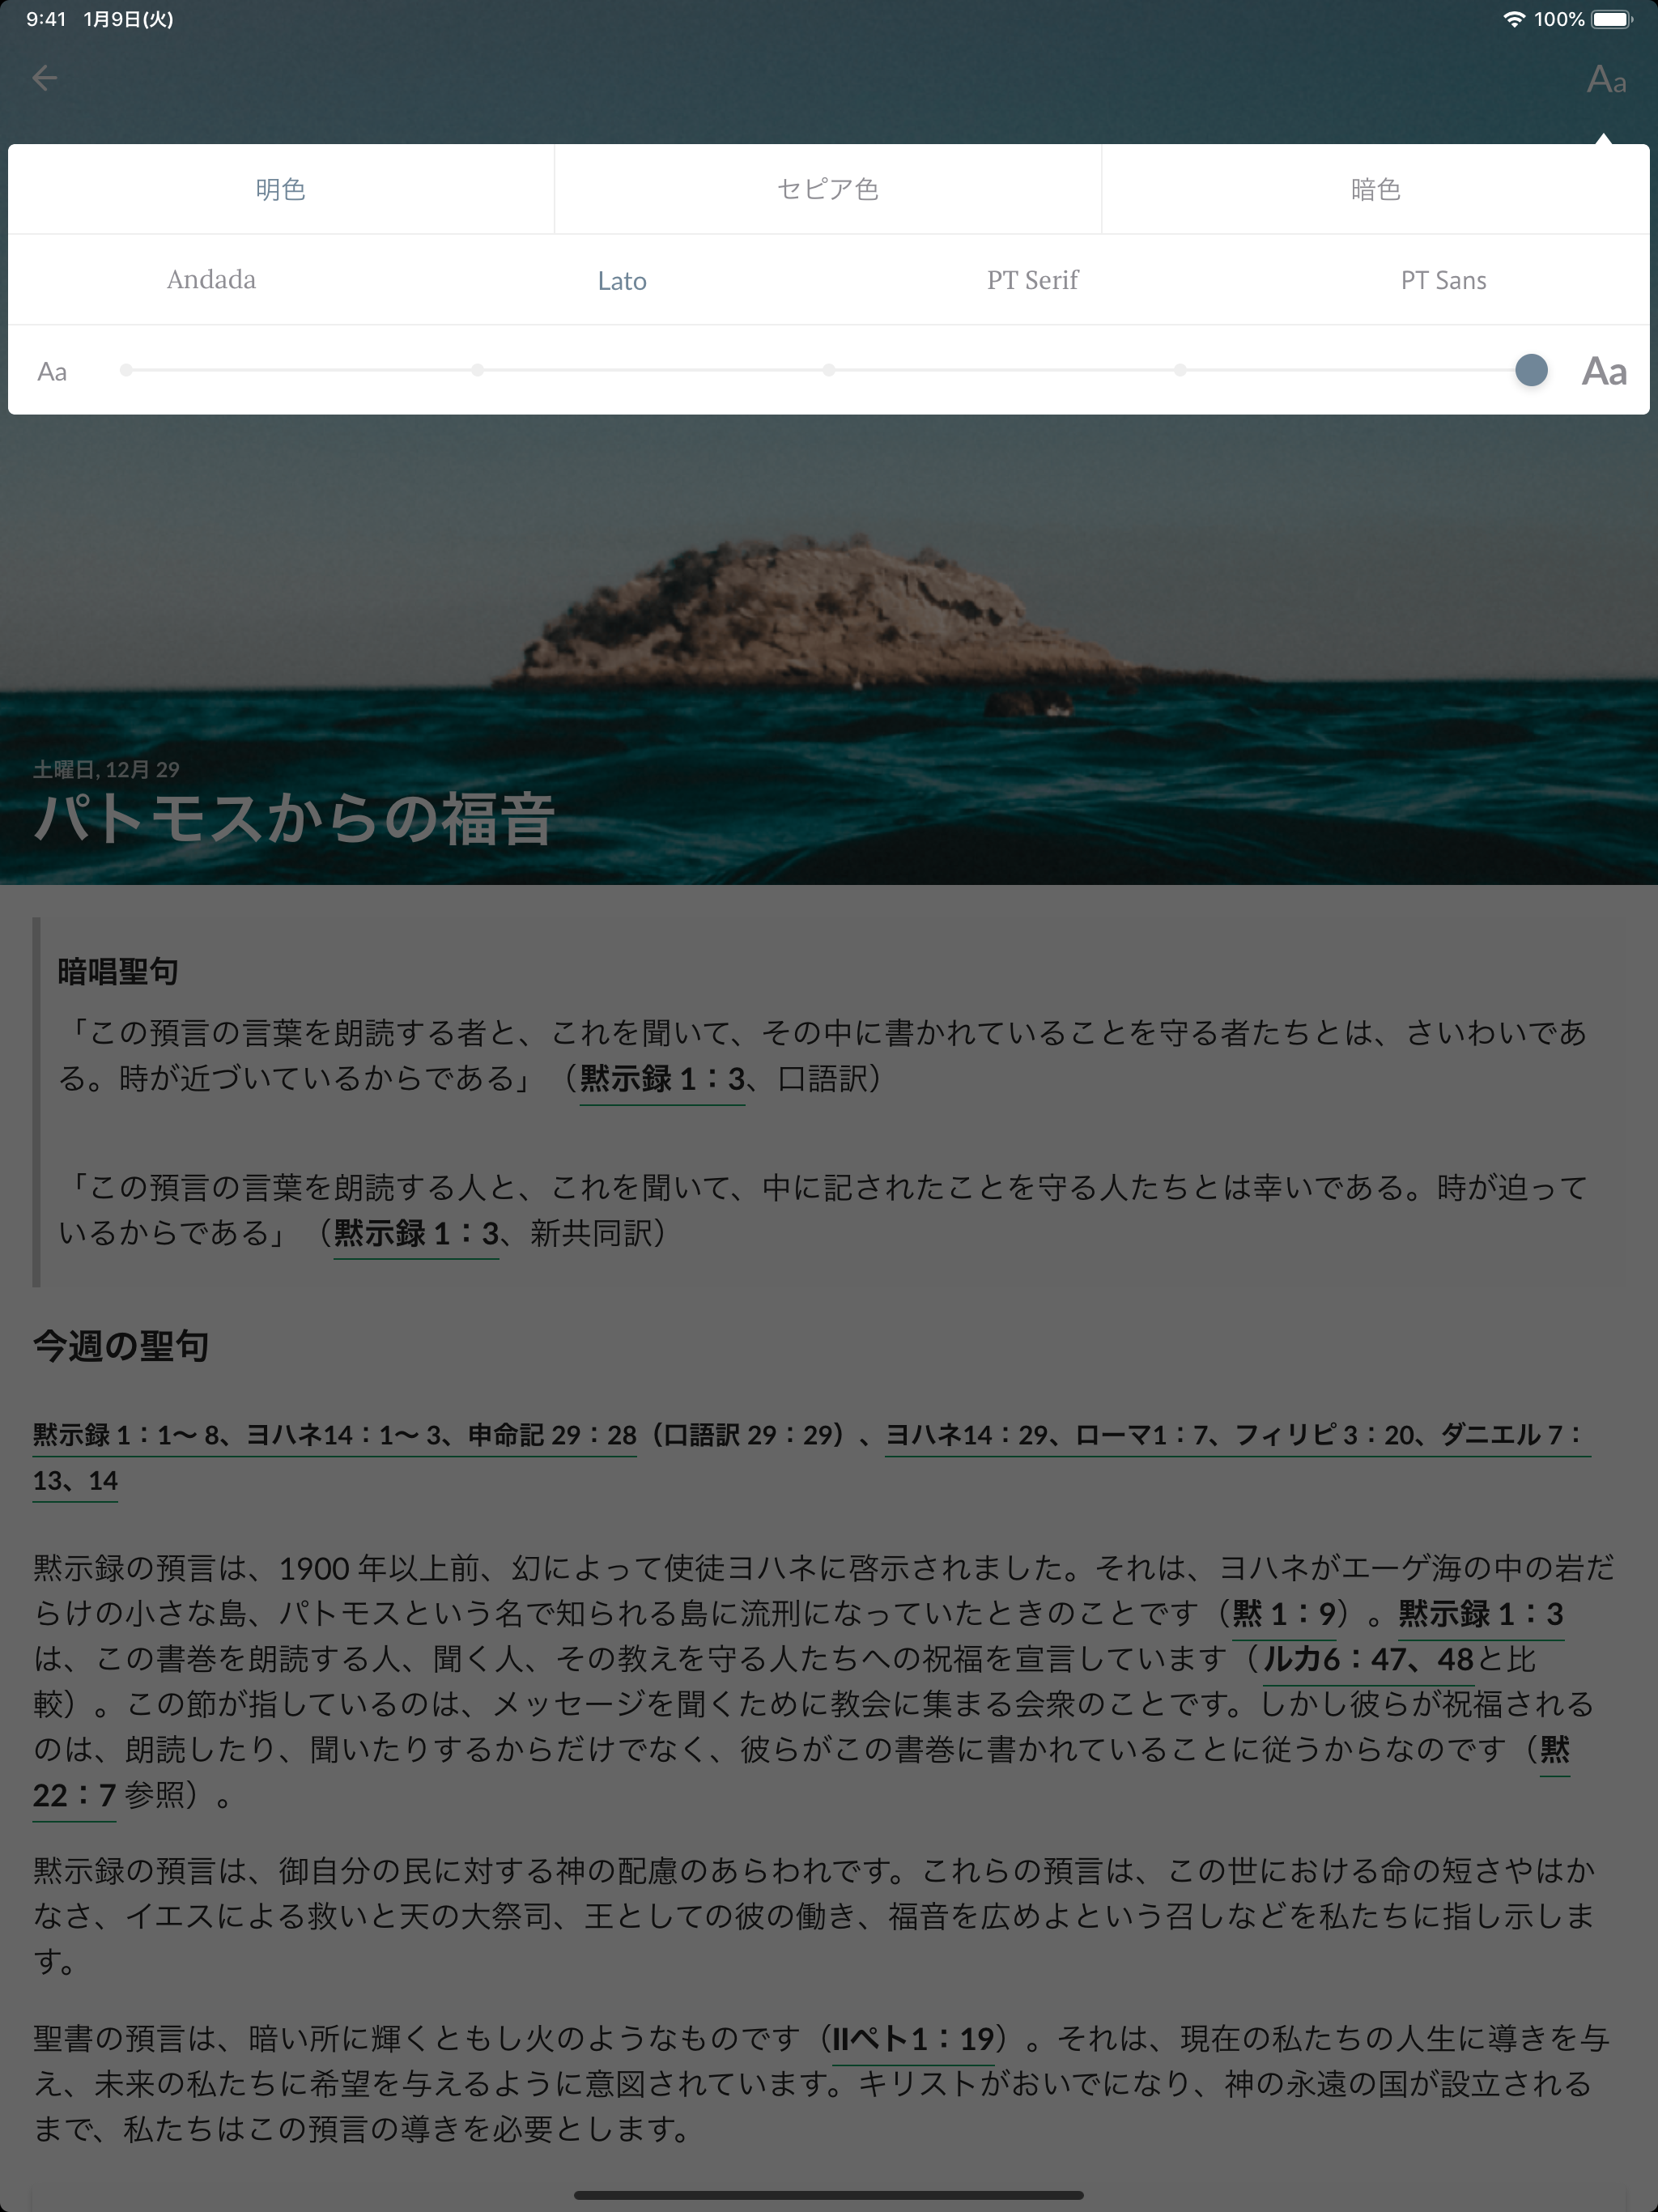 9:41 1月9日(火)
100%
Aa
明色 セピア色 暗色
Andada Lato PT Serif PT Sans
Aa Aa
土曜日, 12月 29
パトモスからの福音
暗唱聖句
「この預言の言葉を朗読する者と、これを聞いて、その中に書かれていることを守る者たちとは、さいわいであ
る。時が近づいているからである」（黙示録 1：3、口語訳）
「この預言の言葉を朗読する人と、これを聞いて、中に記されたことを守る人たちとは幸いである。時が迫って
いるからである」（黙示録 1：3、新共同訳）
今週の聖句
黙示録 1：1〜 8、ヨハネ14：1〜 3、申命記 29：28（口語訳 29：29）、ヨハネ14：29、ローマ1：7、フィリピ 3：20、ダニエル 7：
13、14
黙示録の預言は、1900 年以上前、幻によって使徒ヨハネに啓示されました。それは、ヨハネがエーゲ海の中の岩だ
らけの小さな島、パトモスという名で知られる島に流刑になっていたときのことです（黙 1：9）。黙示録 1：3
は、この書巻を朗読する人、聞く人、その教えを守る人たちへの祝福を宣言しています（ルカ6：47、48と比
較）。この節が指しているのは、メッセージを聞くために教会に集まる会衆のことです。しかし彼らが祝福される
のは、朗読したり、聞いたりするからだけでなく、彼らがこの書巻に書かれていることに従うからなのです（黙
22：7 参照）。
黙示録の預言は、御自分の民に対する神の配慮のあらわれです。これらの預言は、この世における命の短さやはか
なさ、イエスによる救いと天の大祭司、王としての彼の働き、福音を広めよという召しなどを私たちに指し示しま
す。
聖書の預言は、暗い所に輝くともし火のようなものです（IIペト1：19）。それは、現在の私たちの人生に導きを与
え、未来の私たちに希望を与えるように意図されています。キリストがおいでになり、神の永遠の国が設立される
まで、私たちはこの預言の導きを必要とします。